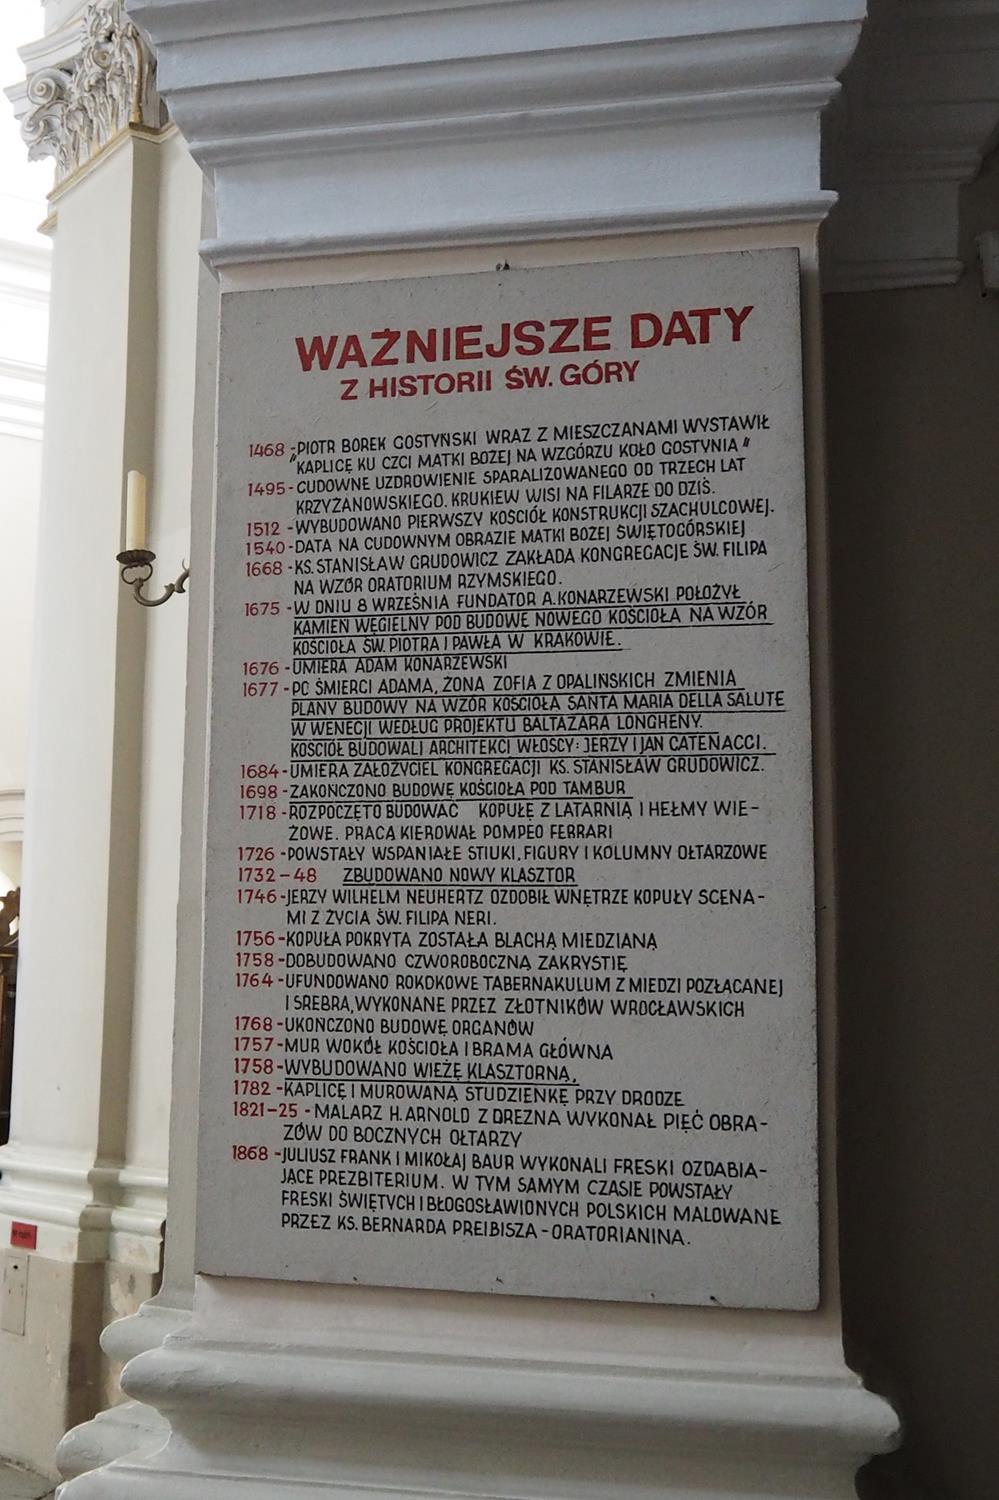 WAŻNIEJSZE DATY
Z HISTORII ŚW. GÓRY
1468 - PIOTR BOREK GOSTYŃSKI WRAZ Z MIESZCZANAMI WYSTAWIŁ
"KAPLICĘ KU CZCI MATKI BOŻEJ NA WZGÓRZU KOŁO GOSTYNIA"
1495 - CUDOWNE UZDROWIENIE SPARALIŻOWANEGO OD TRZECH LAT
KRZYŻANOWSKIEGO. KRUKIEW WISI NA FILARZE DO DZIŚ.
1512 - WYBUDOWANO PIERWSZY KOŚCIÓŁ KONSTRUKCJI SZACHULCOWEJ.
1540 - DATA NA CUDOWNYM OBRAZIE MATKI BOŻEJ ŚWIĘTOGÓRSKIEJ
1668 - KS. STANISŁAW GRUDOWICZ ZAKŁADA KONGREGACJE ŚW. FILIPA
NA WZÓR ORATORIUM RZYMSKIEGO.
1675 - W DNIU 8 WRZEŚNIA FUNDATOR A. KONARZEWSKI POŁOŻYŁ
KAMIEŃ WĘGIELNY POD BUDOWĘ NOWEGO KOŚCIOŁA NA WZÓR
KOŚCIOŁA ŚW. PIOTRA I PAWŁA W KRAKOWIE.
1676 - UMIERA ADAM KONARZEWSKI
1677 - PO ŚMIERCI ADAMA, ŻONA ZOFIA Z OPALIŃSKICH ZMIENIA
PLANY BUDOWY NA WZÓR KOŚCIOŁA SANTA MARIA DELLA SALUTE
W WENECJI WEDŁUG PROJEKTU BALTAZARA LONGHENY.
KOŚCIÓŁ BUDOWALI ARCHITEKCI WŁOSCY: JERZY I JAN CATENACCI.
1684 - UMIERA ZAŁOŻYCIEL KONGREGACJI KS. STANISŁAW GRUDOWICZ.
1698 - ZAKOŃCZONO BUDOWĘ KOŚCIOŁA POD TAMBUR
1718 - ROZPOCZĘTO BUDOWAĆ KOPUŁĘ Z LATARNIĄ I HEŁMY WIE-
ŻOWE. PRACĄ KIEROWAŁ POMPEO FERRARI
1726 - POWSTAŁY WSPANIAŁE STIUKI, FIGURY I KOLUMNY OŁTARZOWE
1732-48 ZBUDOWANO NOWY KLASZTOR
1746 - JERZY WILHELM NEUHERTZ OZDOBIŁ WNĘTRZE KOPUŁY SCENA-
MI Z ŻYCIA ŚW. FILIPA NERI.
1756 - KOPUŁA POKRYTA ZOSTAŁA BLACHĄ MIEDZIANĄ
1758 - DOBUDOWANO CZWOROBOCZNĄ ZAKRYSTIĘ
1764 - UFUNDOWANO ROKOKOWE TABERNAKULUM Z MIEDZI POZŁACANEJ
I SREBRA, WYKONANE PRZEZ ZŁOTNIKÓW WROCŁAWSKICH
1768 - UKOŃCZONO BUDOWĘ ORGANÓW
1757 - MUR WOKÓŁ KOŚCIOŁA I BRAMA GŁÓWNA
1758 - WYBUDOWANO WIEŻĘ KLASZTORNĄ,
1782 - KAPLICĘ I MUROWANĄ STUDZIENKĘ PRZY DRODZE
1821-25 - MALARZ H. ARNOLD Z DREZNA WYKONAŁ PIĘĆ OBRA-
ZÓW DO BOCZNYCH OŁTARZY
1868 - JULIUSZ FRANK I MIKOŁAJ BAUR WYKONALI FRESKI OZDABIA-
JĄCE PREZBITERIUM. W TYM SAMYM CZASIE POWSTAŁY
FRESKI ŚWIĘTYCH I BŁOGOSŁAWIONYCH POLSKICH MALOWANE
PRZEZ KS. BERNARDA PREIBISZA - ORATORIANINA.